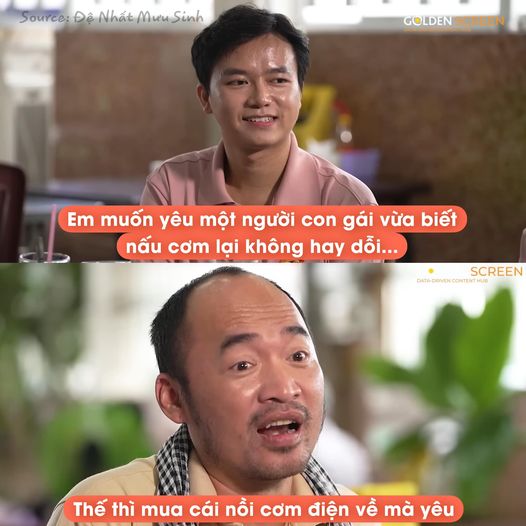 Source: Đệ Nhất Mưu Sinh
GOLDEN SCREEN
Em muốn yêu một người con gái vừa biết
nấu cơm lại không hay dỗi...
SCREEN
DATA-DRIVEN CONTENT HUB
Thế thì mua cái nồi cơm điện về mà yêu